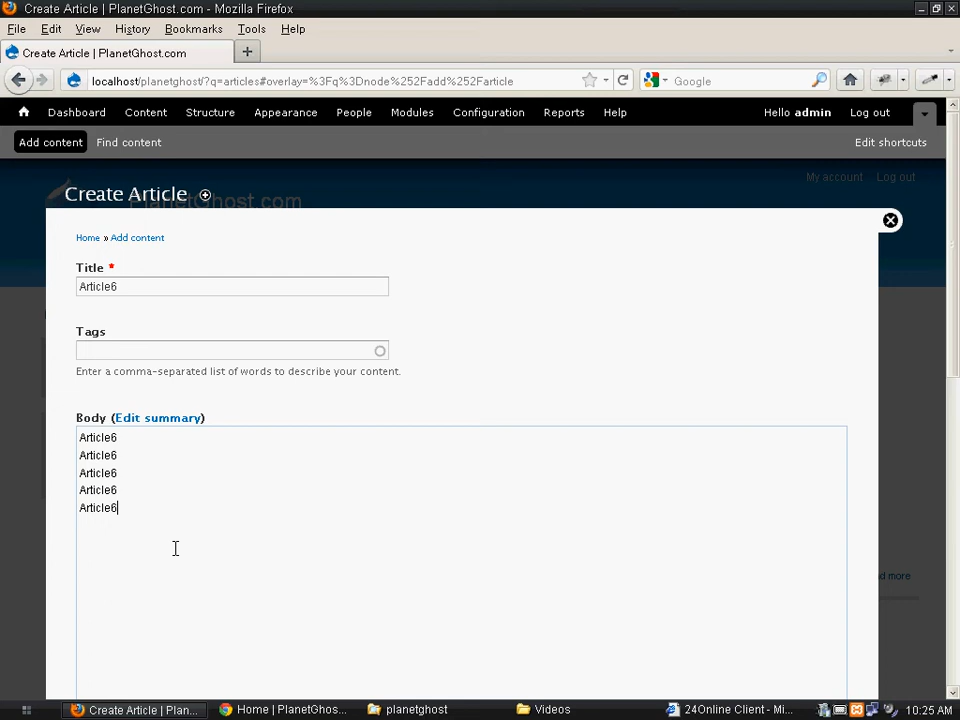 Create Article | PlanetGhost.com - Mozilla Firefox
File Edit View History Bookmarks Tools Help
Create Article | PlanetGhost.com
localhost/planetghost/?q=articles#overlay=%3Fq%3Dnode%252Fadd%252Farticle
Google
Dashboard Content Structure Appearance People Modules Configuration Reports Help Hello admin Log out
Add content Find content Edit shortcuts
My account Log out
Create Article
PlanetGhost.com
Home » Add content
Title *
Article6
Tags
Enter a comma-separated list of words to describe your content.
Body (Edit summary)
Article6
Article6
Article6
Article6
Article6
more
Create Article | Plan... Home | PlanetGhos... planetghost Videos 24Online Client - Mi... 10:25 AM